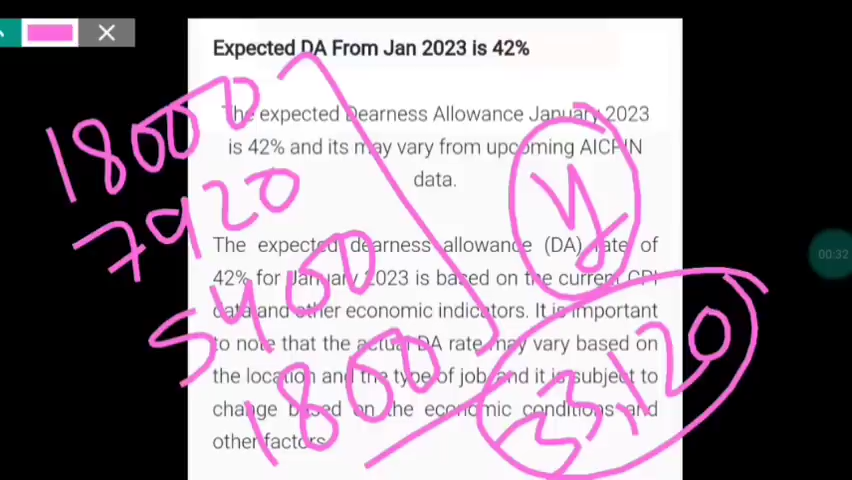 Expected DA From Jan 2023 is 42%
The expected Dearness Allowance January 2023
is 42% and its may vary from upcoming AICPIN
data.
The expected dearness allowance (DA) rate of
42% for January 2023 is based on the current CPI
data and other economic indicators. It is important
to note that the actual DA rate may vary based on
the location and the type of job, and it is subject to
change based on the economic conditions and
other factors.
18000
7920
5400
1800
y
33,120
00:32